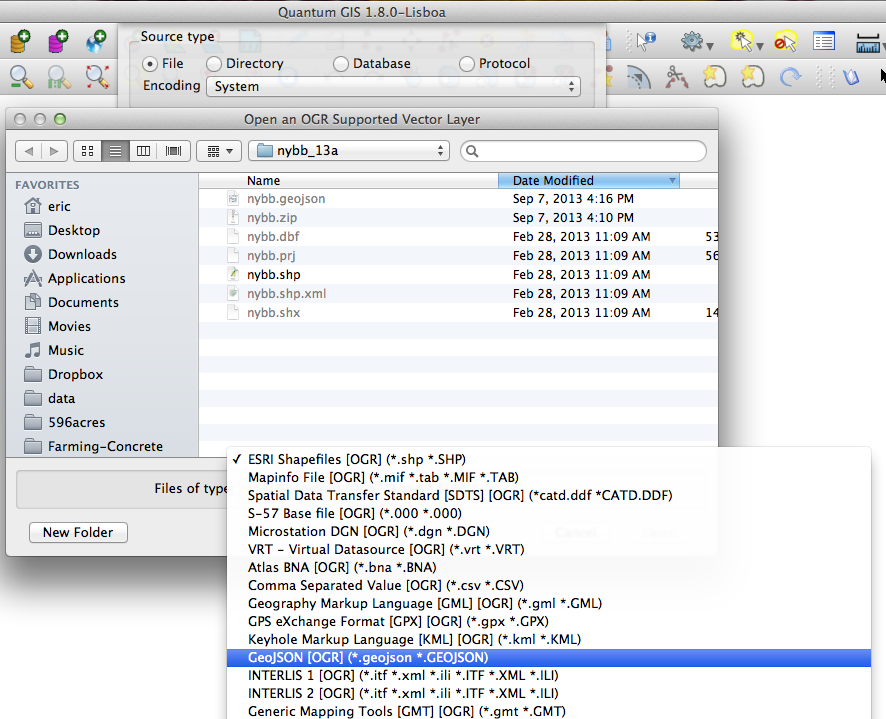 Quantum GIS 1.8.0-Lisboa
Source type
File Directory Database Protocol
Encoding System
Open an OGR Supported Vector Layer
nybb_13a
FAVORITES
eric
Desktop
Downloads
Applications
Documents
Movies
Music
Dropbox
data
596acres
Farming-Concrete
Name Date Modified
nybb.geojson Sep 7, 2013 4:16 PM
nybb.zip Sep 7, 2013 4:10 PM
nybb.dbf Feb 28, 2013 11:09 AM 53
nybb.prj Feb 28, 2013 11:09 AM 56
nybb.shp Feb 28, 2013 11:09 AM
nybb.shp.xml Feb 28, 2013 11:09 AM
nybb.shx Feb 28, 2013 11:09 AM 14
Files of type
New Folder
✓ ESRI Shapefiles [OGR] (*.shp *.SHP)
Mapinfo File [OGR] (*.mif *.tab *.MIF *.TAB)
Spatial Data Transfer Standard [SDTS] [OGR] (*catd.ddf *CATD.DDF)
S-57 Base file [OGR] (*.000 *.000)
Microstation DGN [OGR] (*.dgn *.DGN)
VRT - Virtual Datasource [OGR] (*.vrt *.VRT)
Atlas BNA [OGR] (*.bna *.BNA)
Comma Separated Value [OGR] (*.csv *.CSV)
Geography Markup Language [GML] [OGR] (*.gml *.GML)
GPS eXchange Format [GPX] [OGR] (*.gpx *.GPX)
Keyhole Markup Language [KML] [OGR] (*.kml *.KML)
GeoJSON [OGR] (*.geojson *.GEOJSON)
INTERLIS 1 [OGR] (*.itf *.xml *.ili *.ITF *.XML *.ILI)
INTERLIS 2 [OGR] (*.itf *.xml *.ili *.ITF *.XML *.ILI)
Generic Mapping Tools [GMT] [OGR] (*.gmt *.GMT)